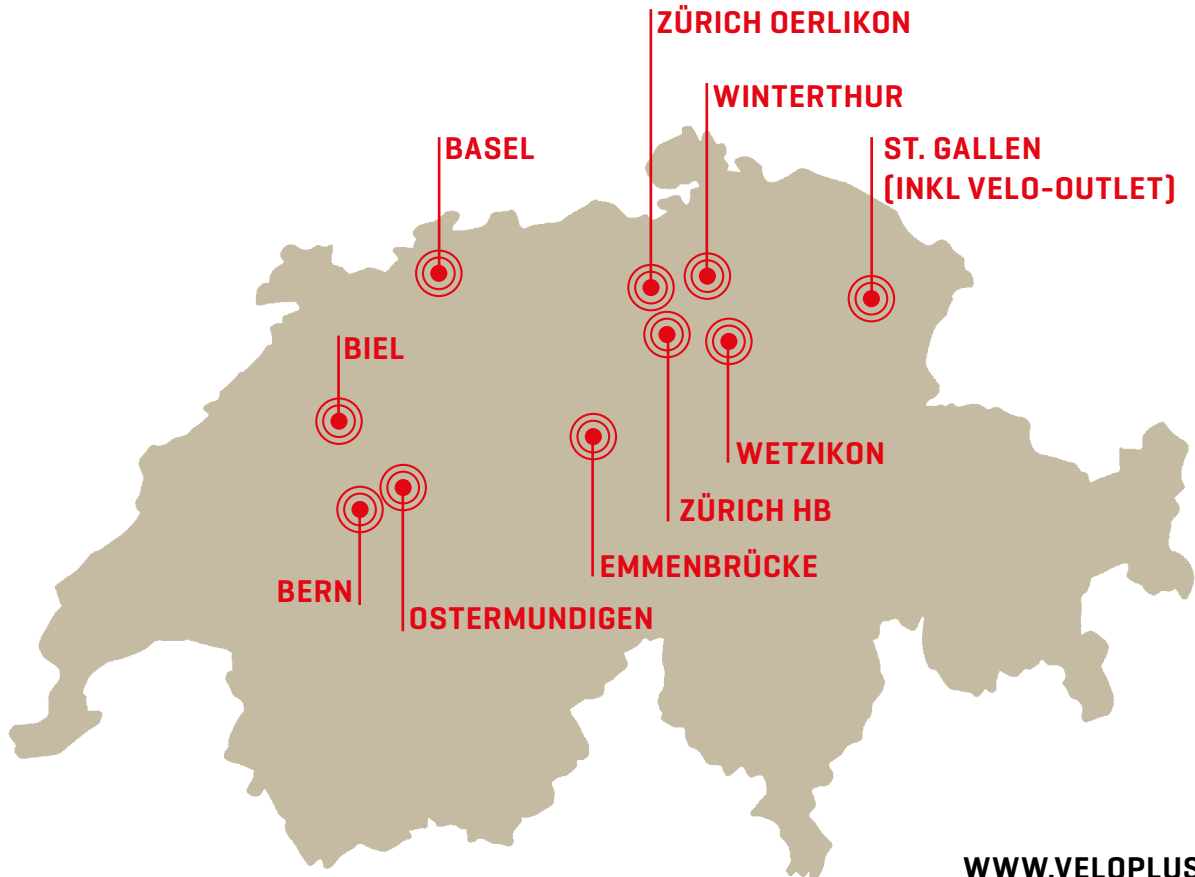 ZÜRICH OERLIKON
WINTERTHUR
BASEL
ST. GALLEN
(INKL VELO-OUTLET)
BIEL
WETZIKON
ZÜRICH HB
EMMENBRÜCKE
BERN
OSTERMUNDIGEN
WWW.VELOPLUS